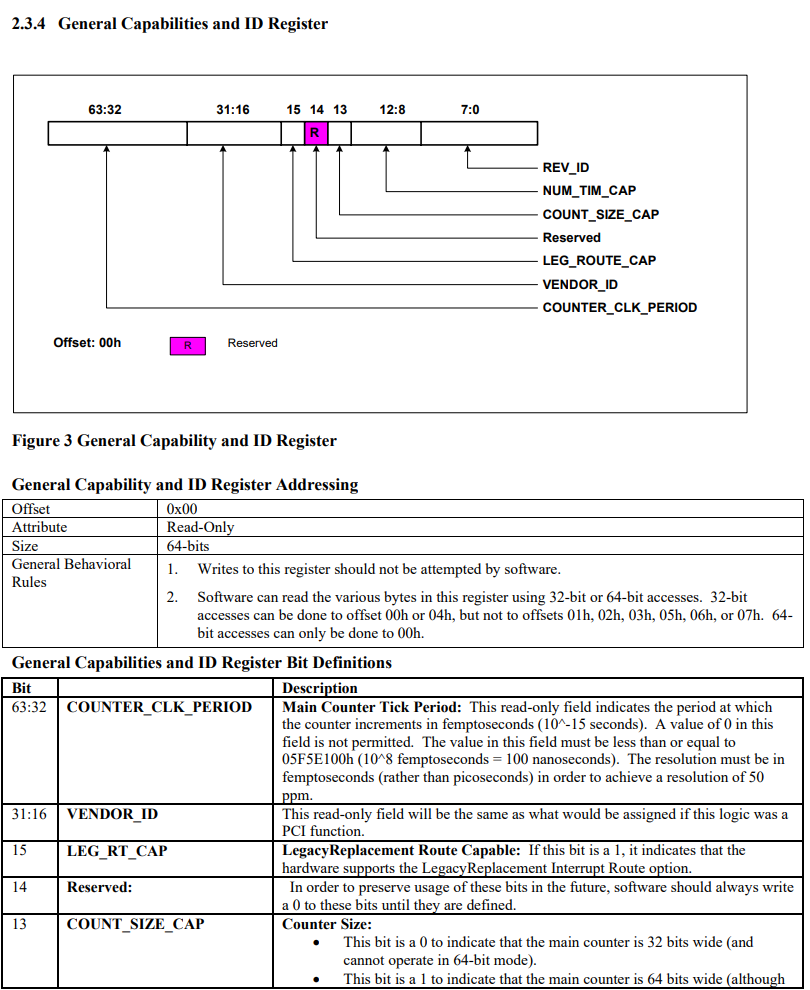 2.3.4 General Capabilities and ID Register
63:32 31:16 15 14 13 12:8 7:0
R
REV_ID
NUM_TIM_CAP
COUNT_SIZE_CAP
Reserved
LEG_ROUTE_CAP
VENDOR_ID
COUNTER_CLK_PERIOD
Offset: 00h R Reserved
Figure 3 General Capability and ID Register
General Capability and ID Register Addressing
Offset 0x00
Attribute Read-Only
Size 64-bits
General Behavioral Rules
1. Writes to this register should not be attempted by software.
2. Software can read the various bytes in this register using 32-bit or 64-bit accesses. 32-bit
accesses can be done to offset 00h or 04h, but not to offsets 01h, 02h, 03h, 05h, 06h, or 07h. 64-
bit accesses can only be done to 00h.
General Capabilities and ID Register Bit Definitions
Bit Description
63:32 COUNTER_CLK_PERIOD Main Counter Tick Period: This read-only field indicates the period at which
the counter increments in femptoseconds (10^-15 seconds). A value of 0 in this
field is not permitted. The value in this field must be less than or equal to
05F5E100h (10^8 femptoseconds = 100 nanoseconds). The resolution must be in
femptoseconds (rather than picoseconds) in order to achieve a resolution of 50
ppm.
31:16 VENDOR_ID This read-only field will be the same as what would be assigned if this logic was a
PCI function.
15 LEG_RT_CAP LegacyReplacement Route Capable: If this bit is a 1, it indicates that the
hardware supports the LegacyReplacement Interrupt Route option.
14 Reserved: In order to preserve usage of these bits in the future, software should always write
a 0 to these bits until they are defined.
13 COUNT_SIZE_CAP Counter Size:
• This bit is a 0 to indicate that the main counter is 32 bits wide (and
cannot operate in 64-bit mode).
• This bit is a 1 to indicate that the main counter is 64 bits wide (although